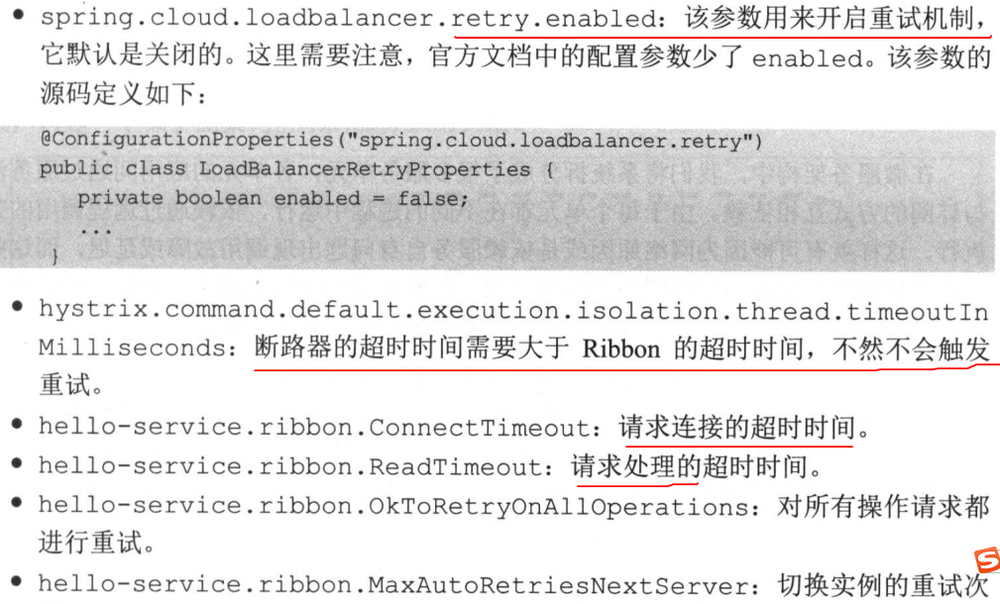 • spring.cloud.loadbalancer.retry.enabled：该参数用来开启重试机制，
它默认是关闭的。这里需要注意，官方文档中的配置参数少了 enabled。该参数的
源码定义如下：
@ConfigurationProperties("spring.cloud.loadbalancer.retry")
public class LoadBalancerRetryProperties {
private boolean enabled = false;
...
}
• hystrix.command.default.execution.isolation.thread.timeoutIn
Milliseconds：断路器的超时时间需要大于 Ribbon 的超时时间，不然不会触发
重试。
• hello-service.ribbon.ConnectTimeout：请求连接的超时时间。
• hello-service.ribbon.ReadTimeout：请求处理的超时时间。
• hello-service.ribbon.OkToRetryOnAllOperations：对所有操作请求都
进行重试。
• hello-service.ribbon.MaxAutoRetriesNextServer：切换实例的重试次